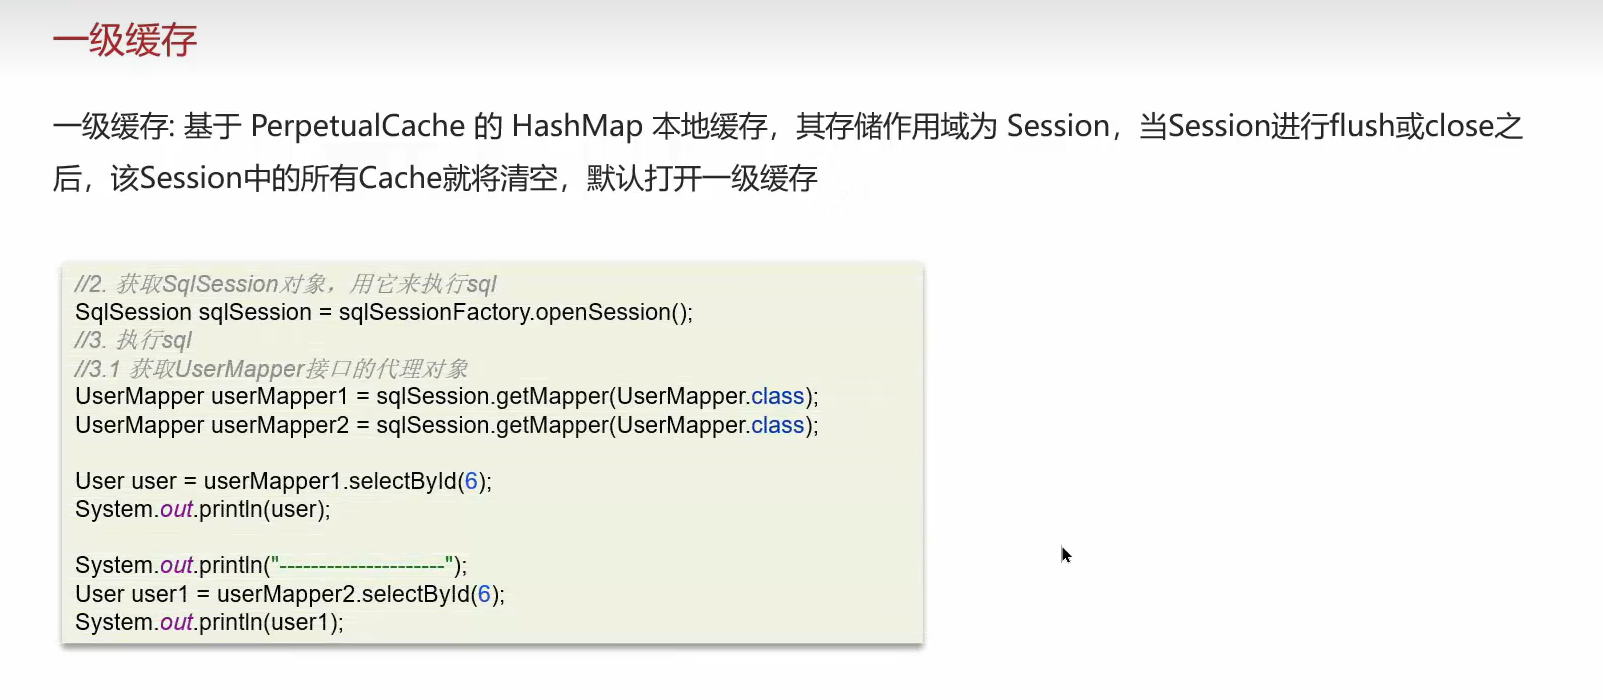 一级缓存
一级缓存: 基于 PerpetualCache 的 HashMap 本地缓存，其存储作用域为 Session，当Session进行flush或close之
后，该Session中的所有Cache就将清空，默认打开一级缓存
//2. 获取SqlSession对象，用它来执行sql
SqlSession sqlSession = sqlSessionFactory.openSession();
//3. 执行sql
//3.1 获取UserMapper接口的代理对象
UserMapper userMapper1 = sqlSession.getMapper(UserMapper.class);
UserMapper userMapper2 = sqlSession.getMapper(UserMapper.class);
User user = userMapper1.selectById(6);
System.out.println(user);
System.out.println("---------------------");
User user1 = userMapper2.selectById(6);
System.out.println(user1);